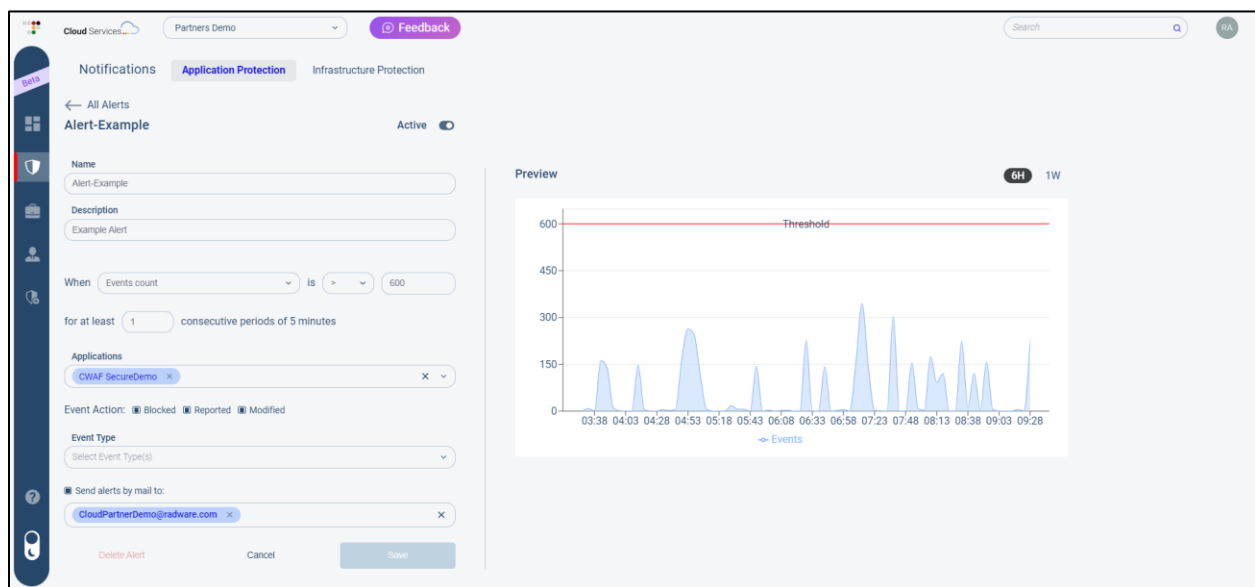 Cloud Services
Partners Demo
Feedback
Search
RA
Beta
Notifications
Application Protection
Infrastructure Protection
All Alerts
Alert-Example
Active
Name
Alert-Example
Description
Example Alert
When Events count is > 600
for at least 1 consecutive periods of 5 minutes
Applications
CWAF SecureDemo ×
Event Action: Blocked Reported Modified
Event Type
Select Event Type(s)
Send alerts by mail to:
CloudPartnerDemo@radware.com ×
Delete Alert
Cancel
Save
Preview
6H
1W
Threshold
600
450
300
150
0
03:38 04:03 04:28 04:53 05:18 05:43 06:08 06:33 06:58 07:23 07:48 08:13 08:38 09:03 09:28
Events